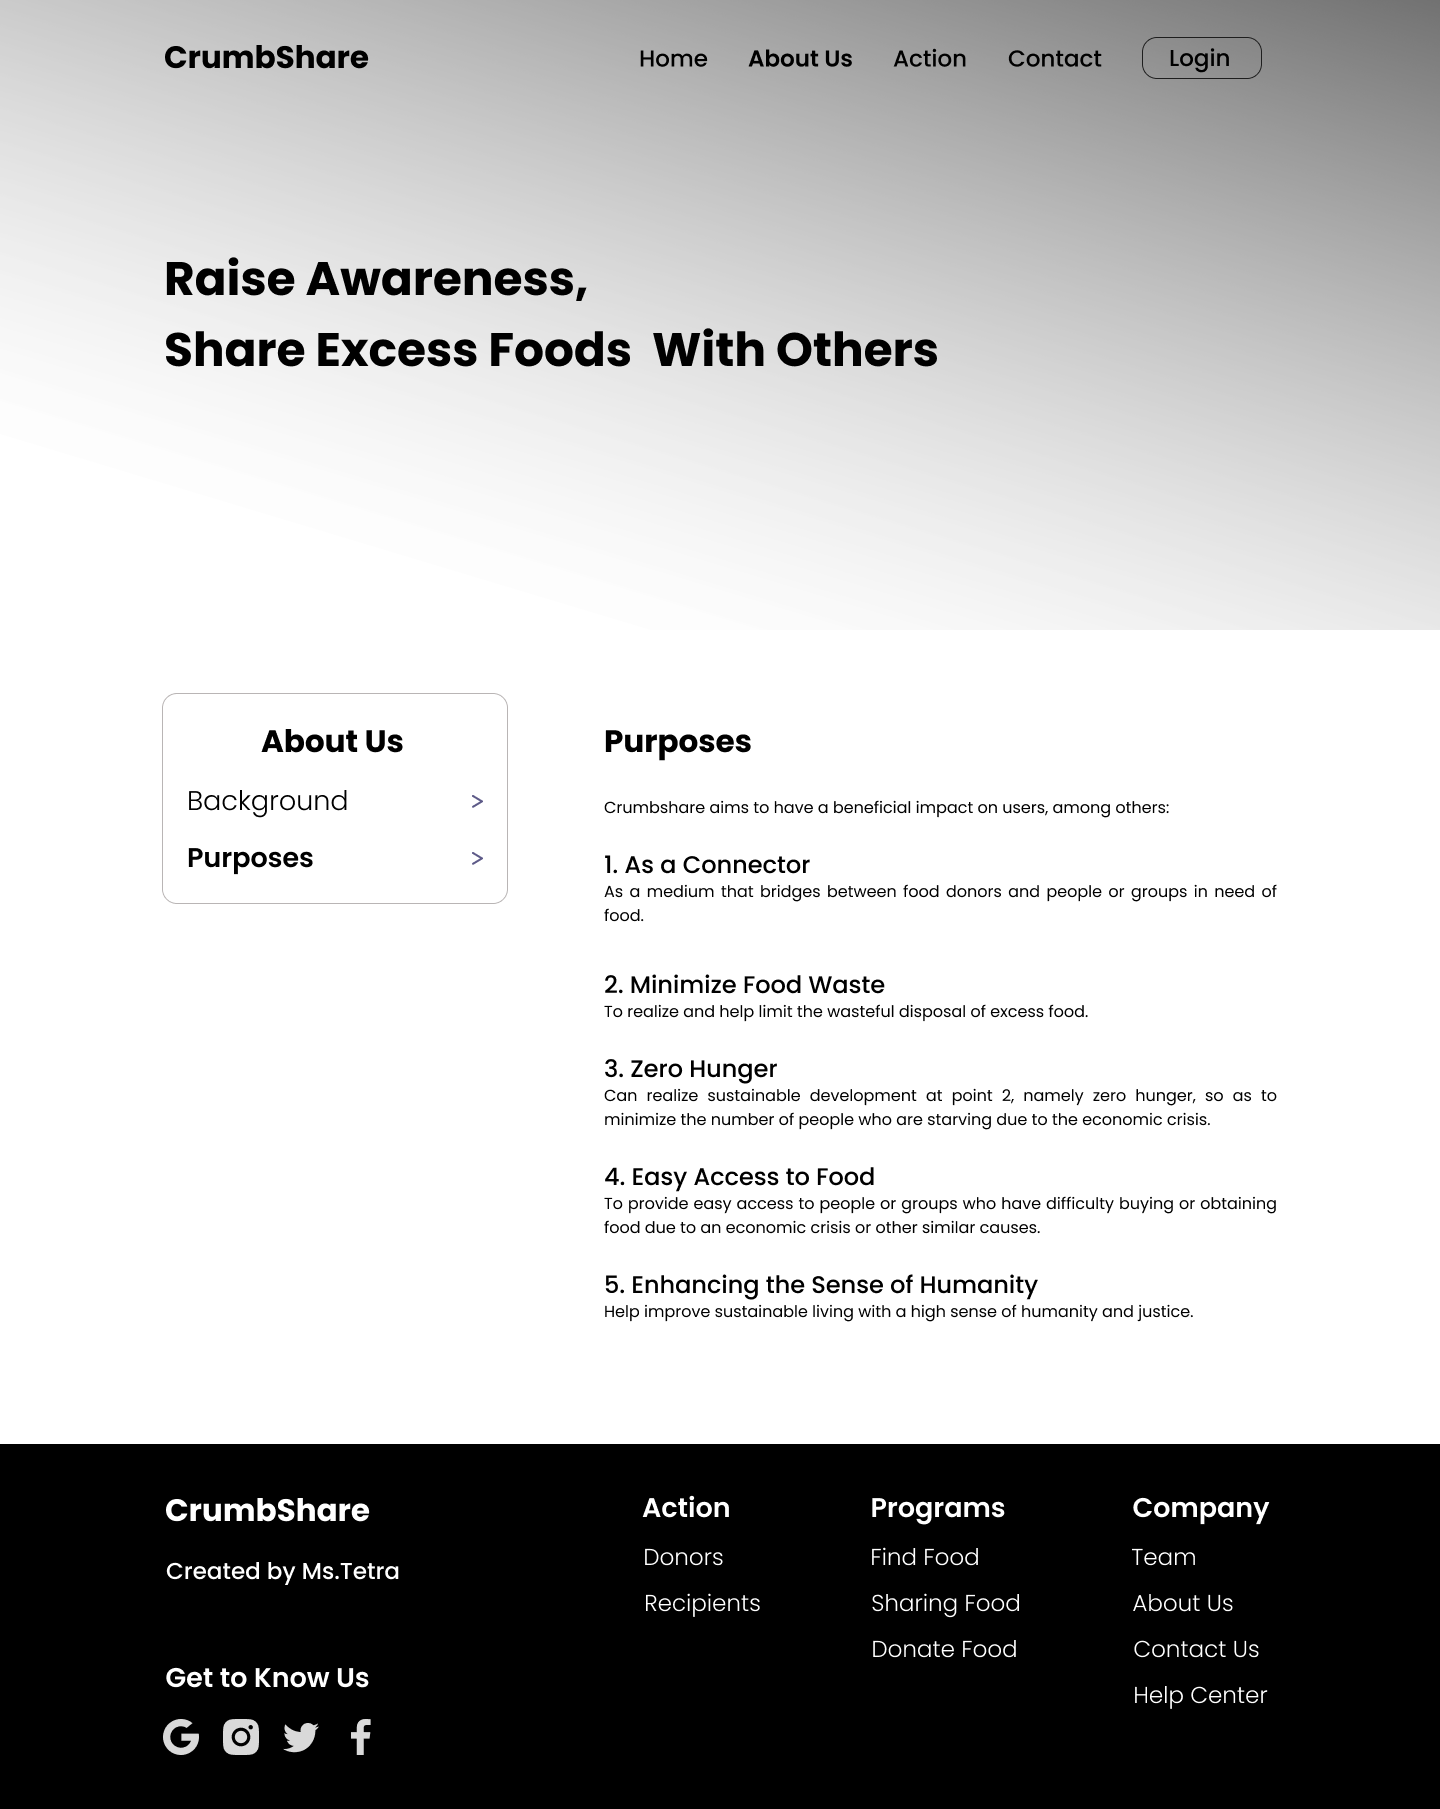 CrumbShare
Home
About Us
Action
Contact
Login
Raise Awareness,
Share Excess Foods  With Others
About Us
Background >
Purposes >
Purposes
Crumbshare aims to have a beneficial impact on users, among others:
1. As a Connector
As a medium that bridges between food donors and people or groups in need of
food.
2. Minimize Food Waste
To realize and help limit the wasteful disposal of excess food.
3. Zero Hunger
Can realize sustainable development at point 2, namely zero hunger, so as to
minimize the number of people who are starving due to the economic crisis.
4. Easy Access to Food
To provide easy access to people or groups who have difficulty buying or obtaining
food due to an economic crisis or other similar causes.
5. Enhancing the Sense of Humanity
Help improve sustainable living with a high sense of humanity and justice.
CrumbShare
Created by Ms.Tetra
Get to Know Us
Action
Donors
Recipients
Programs
Find Food
Sharing Food
Donate Food
Company
Team
About Us
Contact Us
Help Center